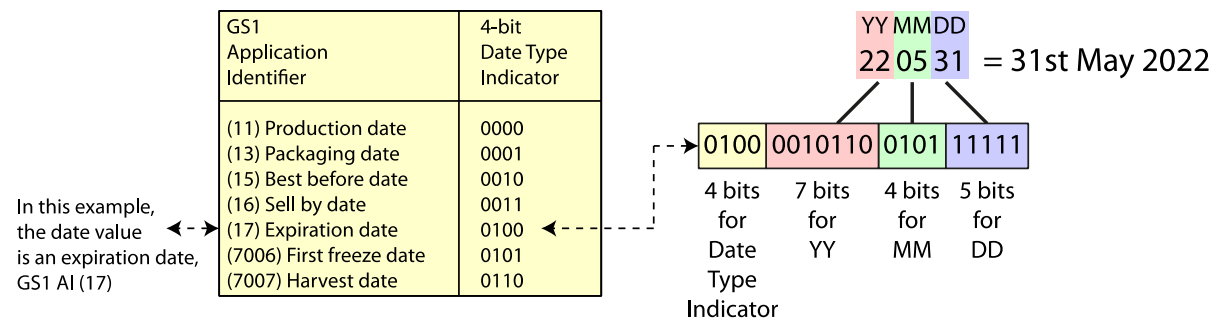 GS1
Application
Identifier
4-bit
Date Type
Indicator
(11) Production date 0000
(13) Packaging date 0001
(15) Best before date 0010
(16) Sell by date 0011
(17) Expiration date 0100
(7006) First freeze date 0101
(7007) Harvest date 0110
In this example,
the date value
is an expiration date,
GS1 AI (17)
YY MM DD
22 05 31 = 31st May 2022
0100 0010110 0101 11111
4 bits
for
Date
Type
Indicator
7 bits
for
YY
4 bits
for
MM
5 bits
for
DD